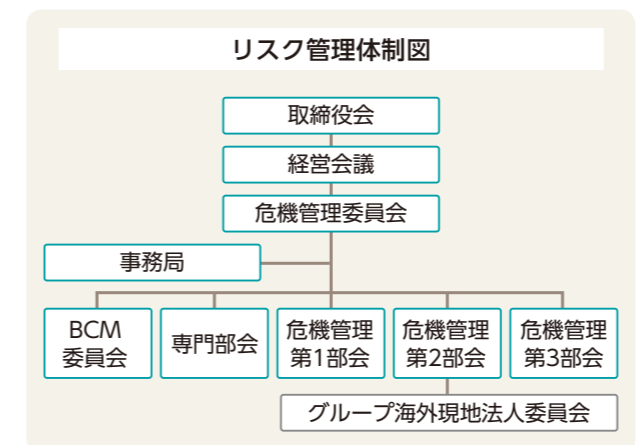 リスク管理体制図
取締役会
経営会議
危機管理委員会
事務局
BCM
委員会
専門部会
危機管理
第1部会
危機管理
第2部会
危機管理
第3部会
グループ海外現地法人委員会